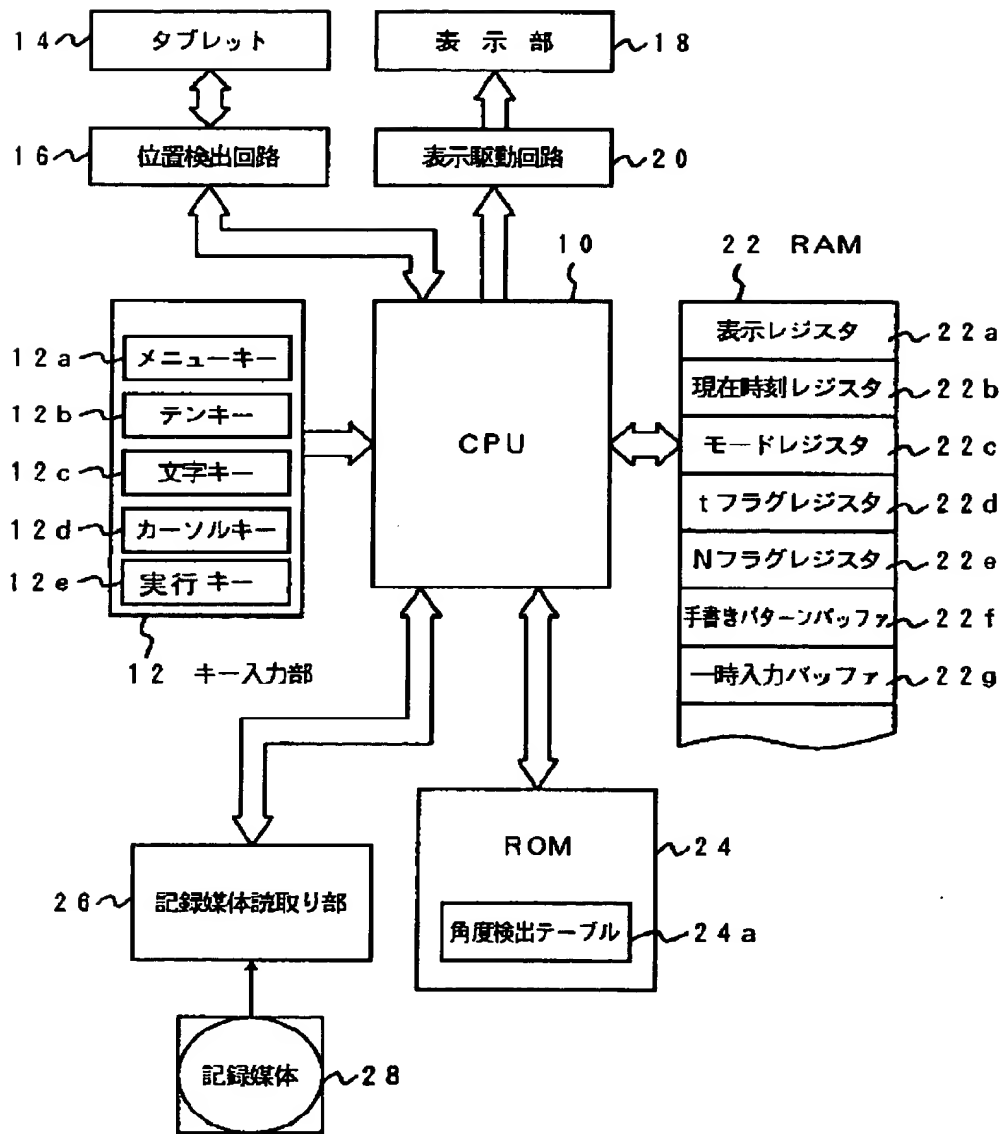 14 タブレット
表示部 18
16 位置検出回路
表示駆動回路 20
10
CPU
12a メニューキー
12b テンキー
12c 文字キー
12d カーソルキー
12e 実行キー
12 キー入力部
22 RAM
表示レジスタ 22a
現在時刻レジスタ 22b
モードレジスタ 22c
tフラグレジスタ 22d
Nフラグレジスタ 22e
手書きパターンバッファ 22f
一時入力バッファ 22g
ROM 24
角度検出テーブル 24a
26 記録媒体読取り部
記録媒体 28